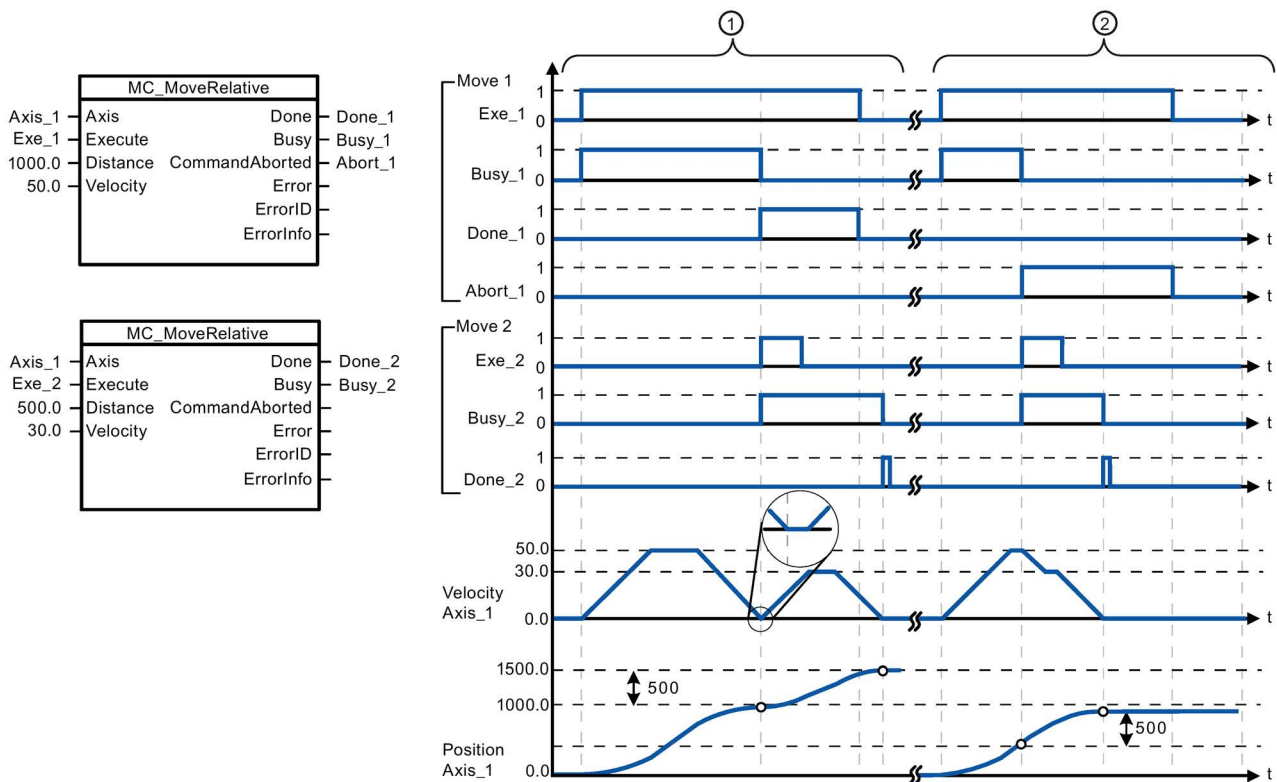 MC_MoveRelative
Axis_1 Axis Done Done_1
Exe_1 Execute Busy Busy_1
1000.0 Distance CommandAborted Abort_1
50.0 Velocity Error
ErrorID
ErrorInfo
MC_MoveRelative
Axis_1 Axis Done Done_2
Exe_2 Execute Busy Busy_2
500.0 Distance CommandAborted
30.0 Velocity Error
ErrorID
ErrorInfo
1 2
Move 1
1
Exe_1 0 t
1
Busy_1 0 t
1
Done_1 0 t
1
Abort_1 0 t
Move 2
1
Exe_2 0 t
1
Busy_2 0 t
1
Done_2 0 t
50.0
30.0
Velocity
Axis_1
0.0 t
1500.0
500
1000.0
500
Position
Axis_1 0.0 t